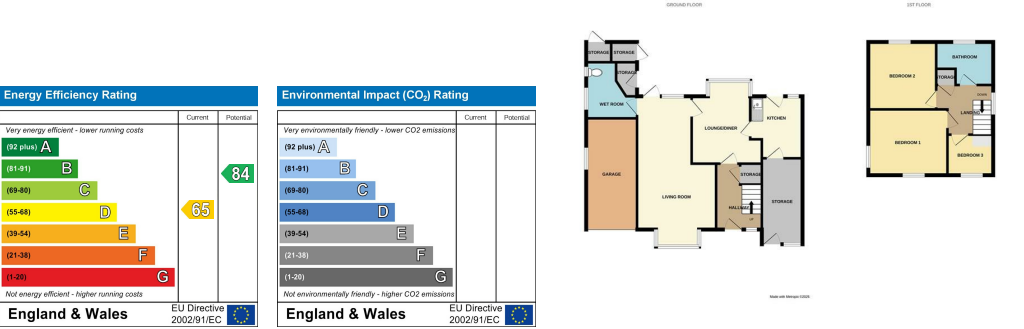 Energy Efficiency Rating
Current Potential
Very energy efficient - lower running costs
(92 plus) A
(81-91) B
(69-80) C
(55-68) D
(39-54) E
(21-38) F
(1-20) G
84
65
Not energy efficient - higher running costs
England & Wales
EU Directive
2002/91/EC
Environmental Impact (CO2) Rating
Current Potential
Very environmentally friendly - lower CO2 emissions
(92 plus) A
(81-91) B
(69-80) C
(55-68) D
(39-54) E
(21-38) F
(1-20) G
Not environmentally friendly - higher CO2 emissions
England & Wales
EU Directive
2002/91/EC
GROUND FLOOR
STORAGE
STORAGE
STORAGE
WET ROOM
LOUNGE/DINER
KITCHEN
GARAGE
LIVING ROOM
STORAGE
HALLWAY
UP
STORAGE
1ST FLOOR
BEDROOM 2
BATHROOM
STORAGE
DOWN
LANDING
BEDROOM 1
BEDROOM 3